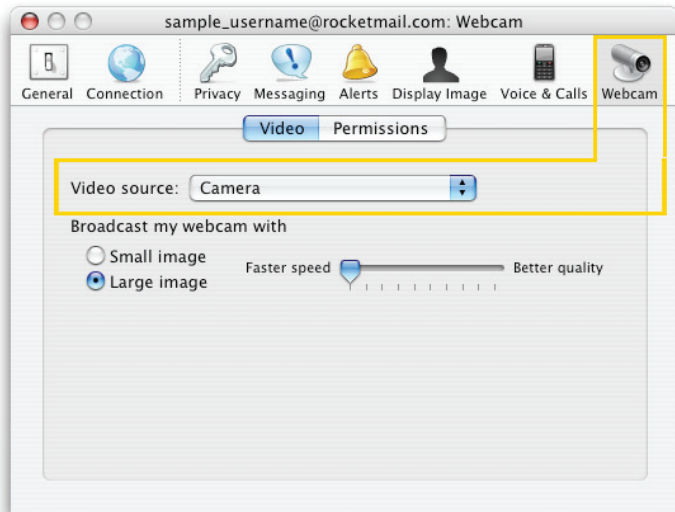 sample_username@rocketmail.com: Webcam
General Connection Privacy Messaging Alerts Display Image Voice & Calls Webcam
Video Permissions
Video source: Camera
Broadcast my webcam with
Small image
Large image
Faster speed Better quality